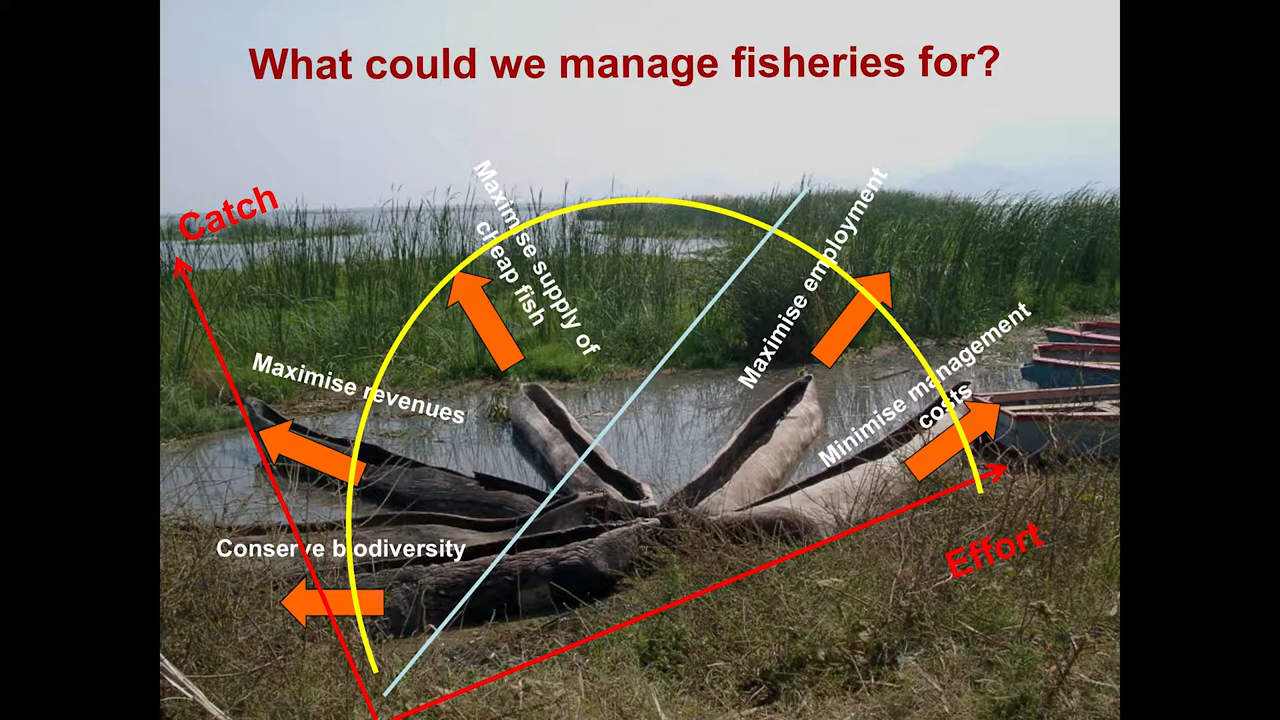 What could we manage fisheries for?
Catch
Maximise supply of
cheap fish
Maximise employment
Maximise revenues
Minimise management
costs
Conserve biodiversity
Effort